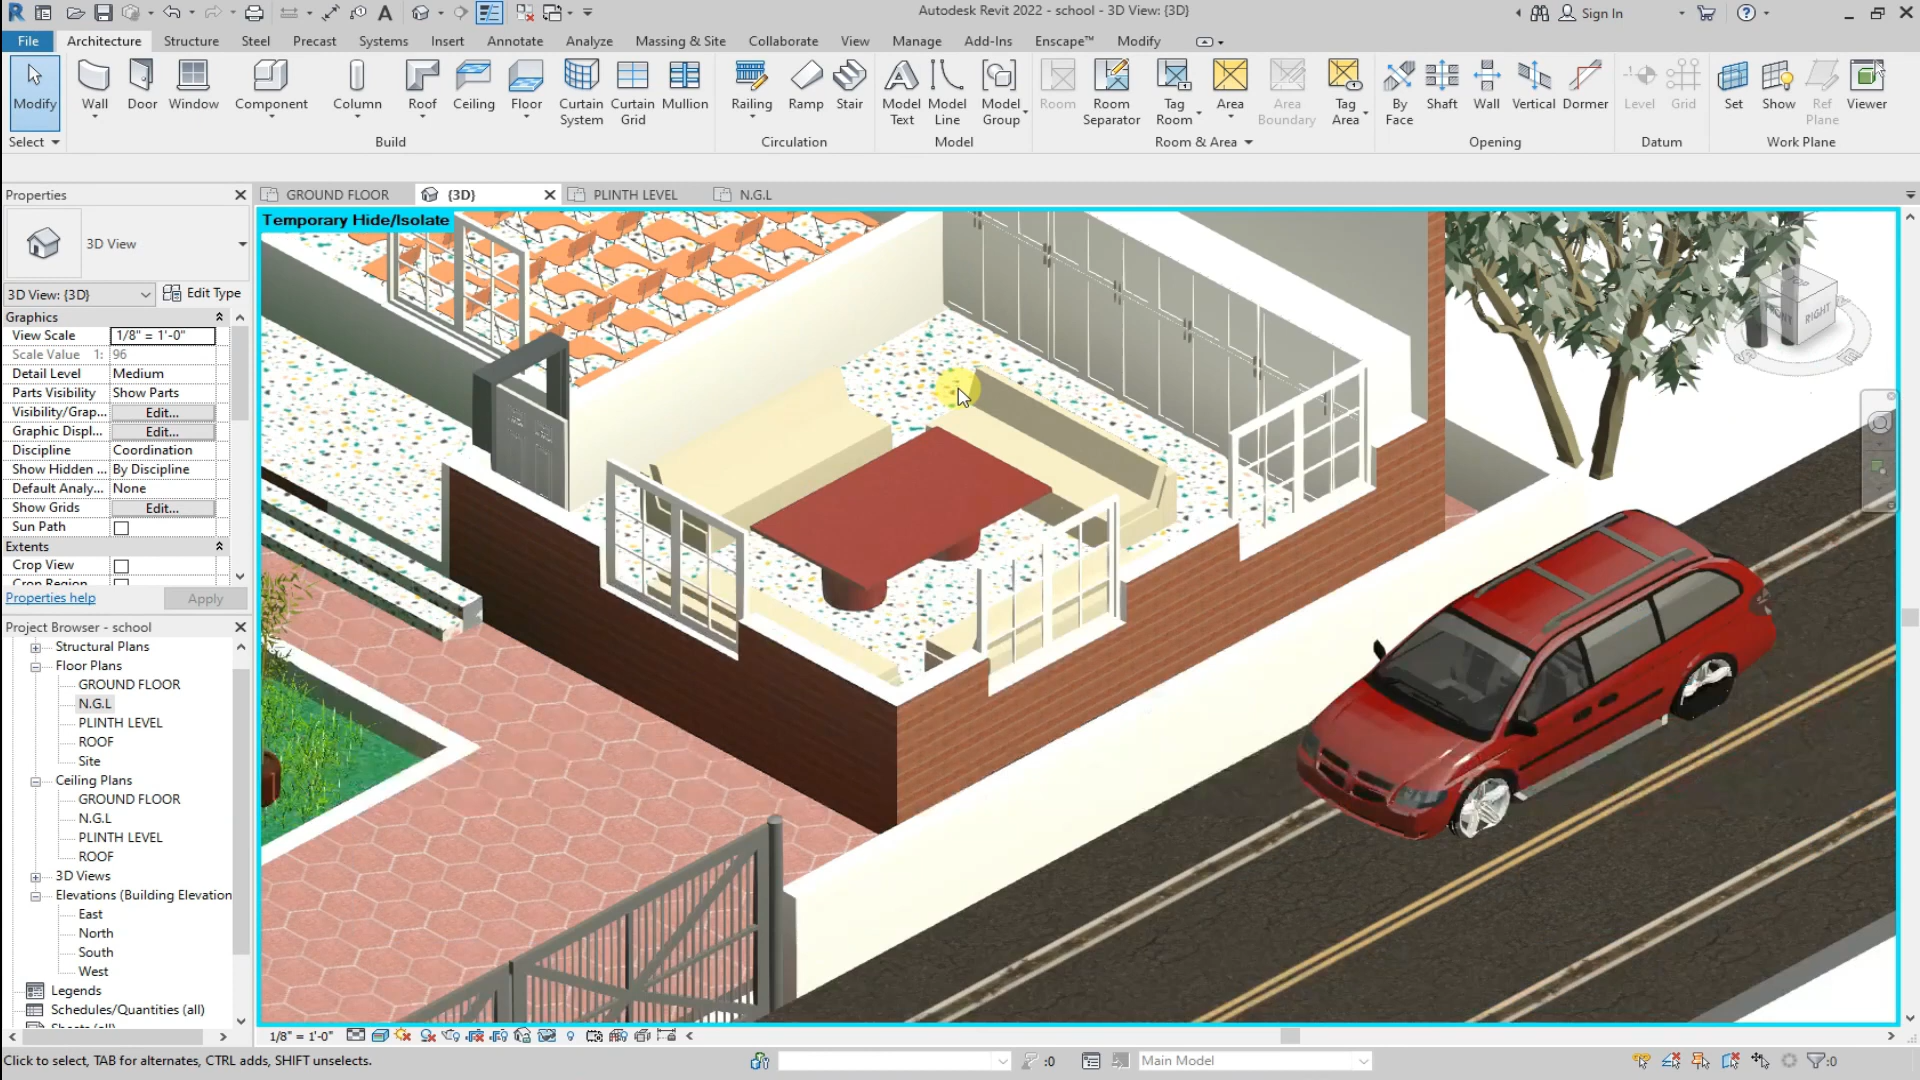 Autodesk Revit 2022 - school - 3D View: {3D}
Sign In
File Architecture Structure Steel Precast Systems Insert Annotate Analyze Massing & Site Collaborate View Manage Add-Ins Enscape™ Modify
Modify Wall Door Window Component Column Roof Ceiling Floor Curtain System Curtain Grid Mullion Railing Ramp Stair Model Text Model Line Model Group Room Room Separator Tag Room Area Area Boundary Tag Area By Face Shaft Wall Vertical Dormer Level Grid Set Show Ref Plane Viewer
Select Build Circulation Model Room & Area Opening Datum Work Plane
Properties
GROUND FLOOR {3D} PLINTH LEVEL N.G.L
Temporary Hide/Isolate
3D View
3D View: {3D} Edit Type
Graphics
View Scale 1/8" = 1'-0"
Scale Value 1: 96
Detail Level Medium
Parts Visibility Show Parts
Visibility/Grap... Edit...
Graphic Displ... Edit...
Discipline Coordination
Show Hidden ... By Discipline
Default Analy... None
Show Grids Edit...
Sun Path
Extents
Crop View
Crop Region
Properties help Apply
Project Browser - school
Structural Plans
Floor Plans
GROUND FLOOR
N.G.L
PLINTH LEVEL
ROOF
Site
Ceiling Plans
GROUND FLOOR
N.G.L
PLINTH LEVEL
ROOF
3D Views
Elevations (Building Elevation
East
North
South
West
Legends
Schedules/Quantities (all)
Sheets (all)
FRONT RIGHT
1/8" = 1'-0"
Click to select, TAB for alternates, CTRL adds, SHIFT unselects.
:0
Main Model
:0